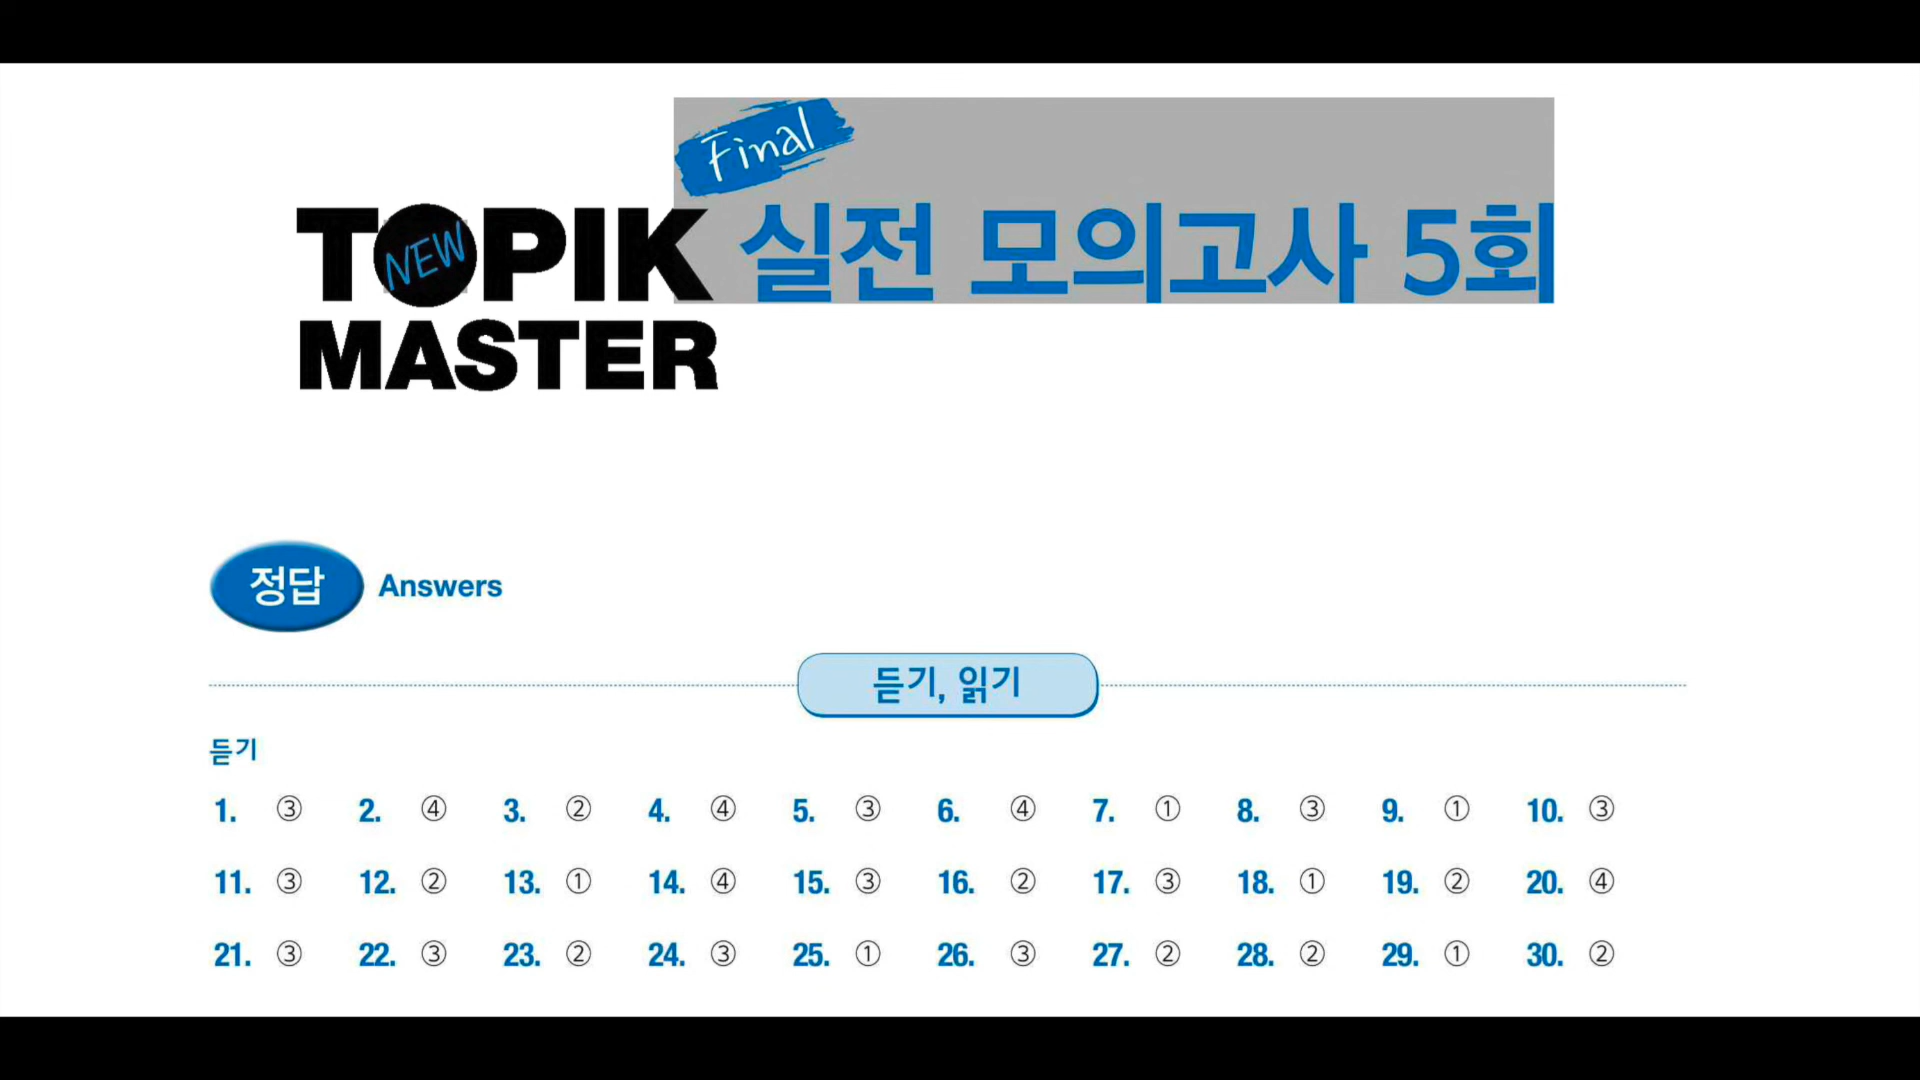 Final
TOPIK 실전 모의고사 5회
NEW
MASTER
정답 Answers
듣기, 읽기
듣기
1. ③ 2. ④ 3. ② 4. ④ 5. ③ 6. ④ 7. ① 8. ③ 9. ① 10. ③
11. ③ 12. ② 13. ① 14. ④ 15. ③ 16. ② 17. ③ 18. ① 19. ② 20. ④
21. ③ 22. ③ 23. ② 24. ③ 25. ① 26. ③ 27. ② 28. ② 29. ① 30. ②